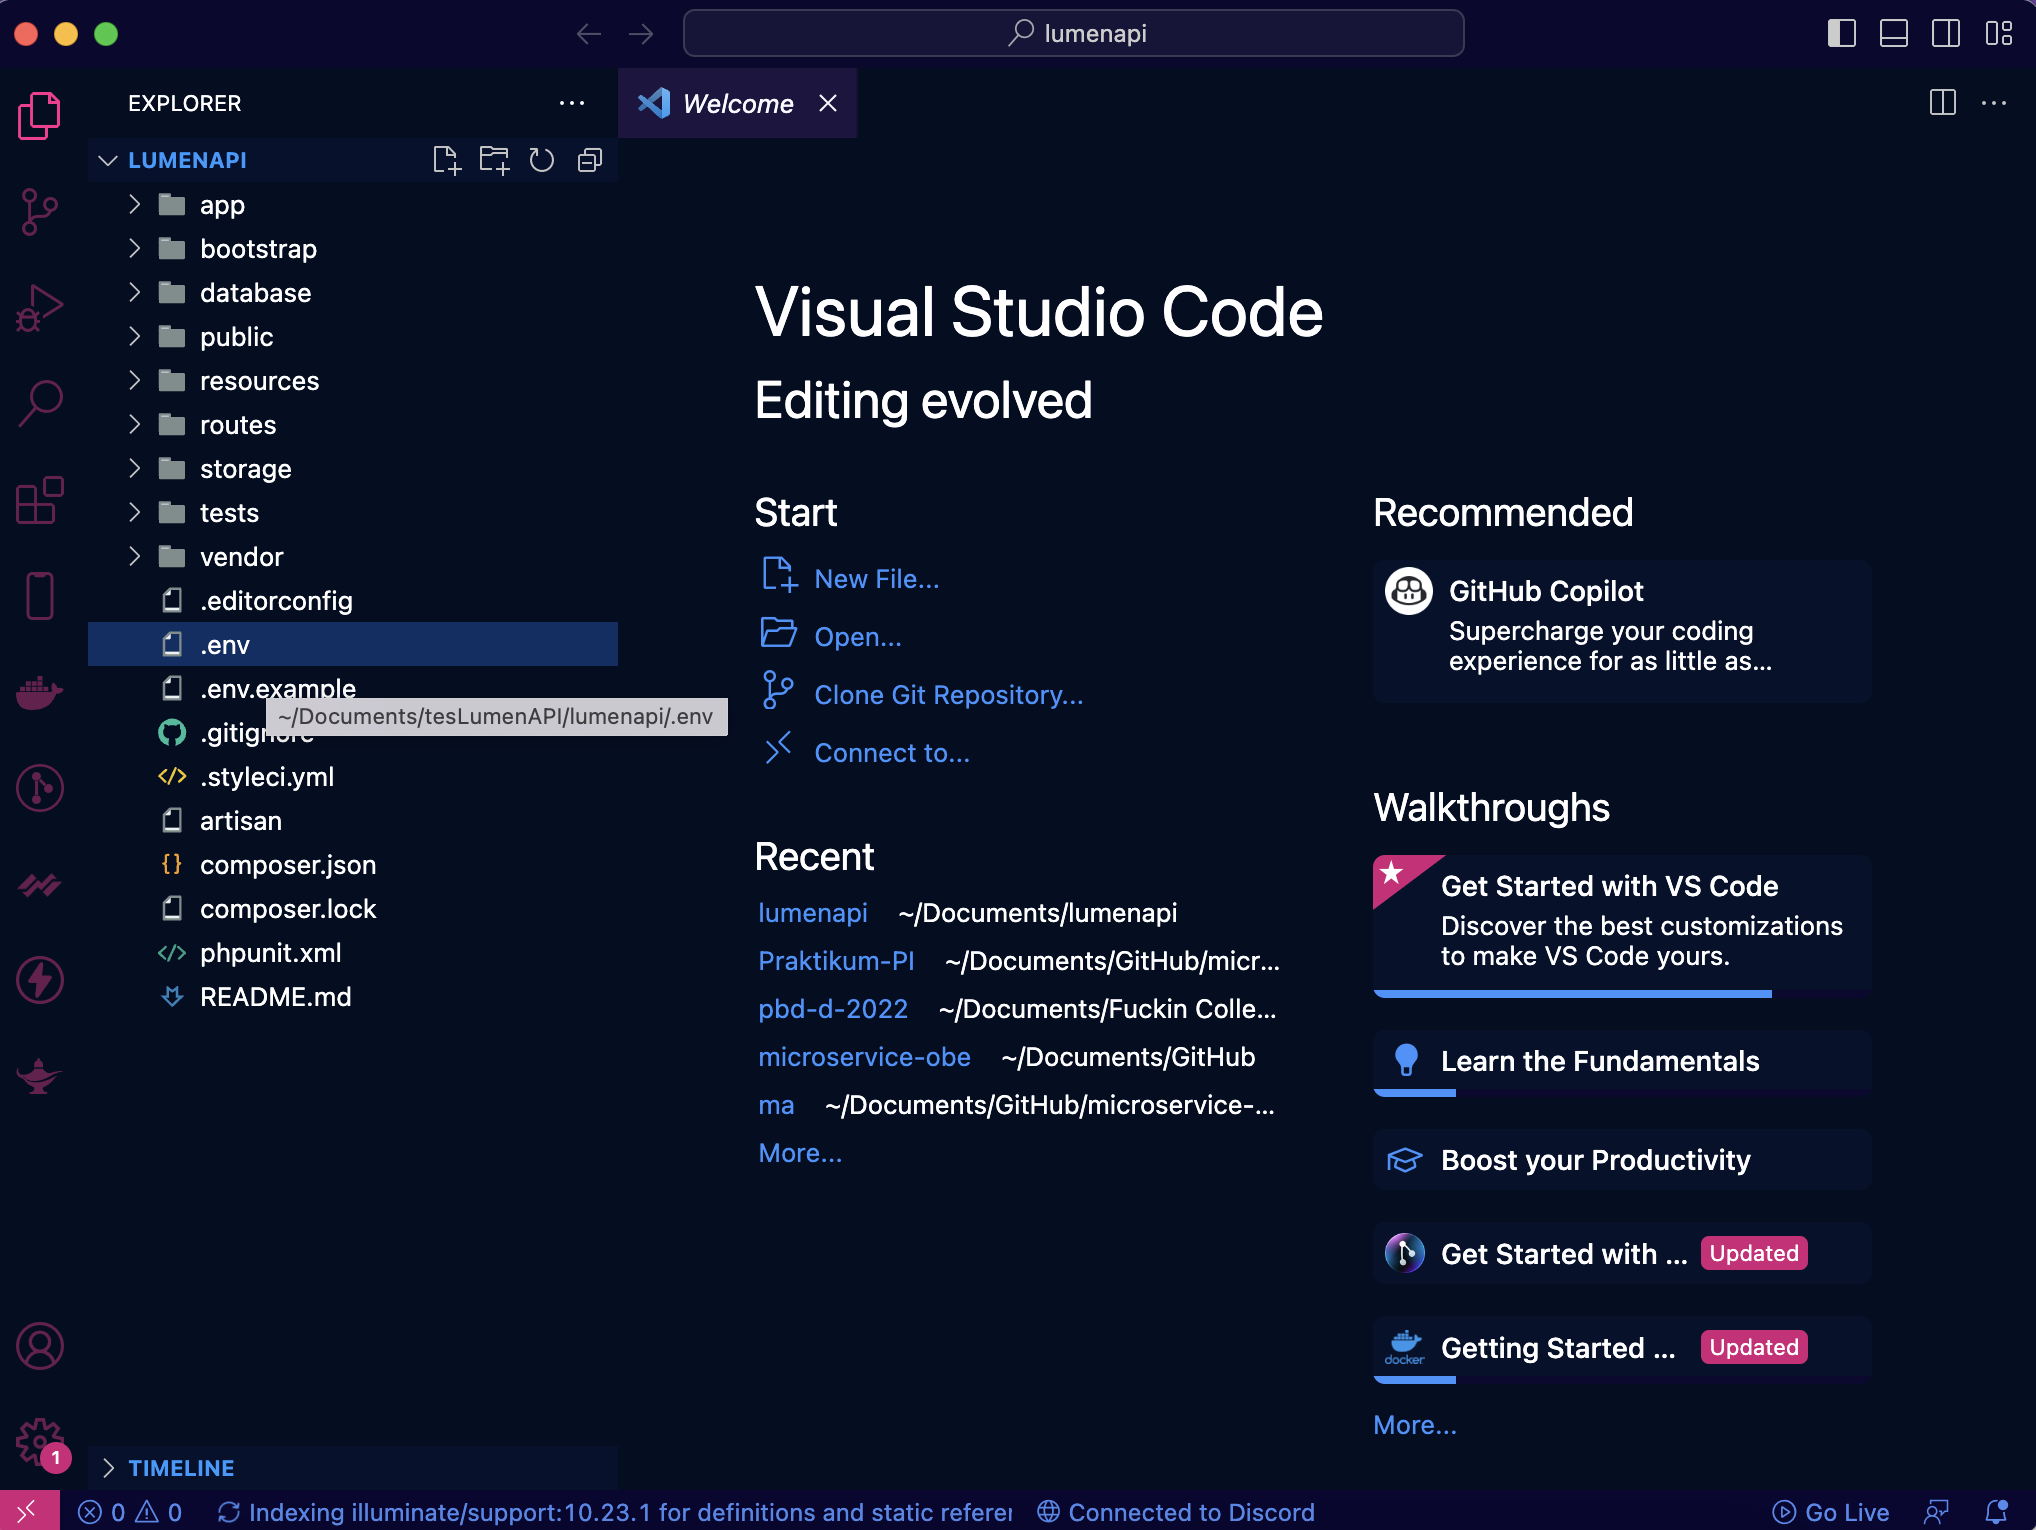 lumenapi
EXPLORER
Welcome
LUMENAPI
app
bootstrap
database
public
resources
routes
storage
tests
vendor
.editorconfig
.env
.env.example
~/Documents/tesLumenAPI/lumenapi/.env
.gitignore
.styleci.yml
artisan
composer.json
composer.lock
phpunit.xml
README.md
TIMELINE
Visual Studio Code
Editing evolved
Start
New File...
Open...
Clone Git Repository...
Connect to...
Recent
lumenapi ~/Documents/lumenapi
Praktikum-PI ~/Documents/GitHub/micr...
pbd-d-2022 ~/Documents/Fuckin Colle...
microservice-obe ~/Documents/GitHub
ma ~/Documents/GitHub/microservice-...
More...
Recommended
GitHub Copilot
Supercharge your coding
experience for as little as...
Walkthroughs
Get Started with VS Code
Discover the best customizations
to make VS Code yours.
Learn the Fundamentals
Boost your Productivity
Get Started with ... Updated
docker
Getting Started ... Updated
More...
1
0 0 Indexing illuminate/support:10.23.1 for definitions and static referen Connected to Discord Go Live